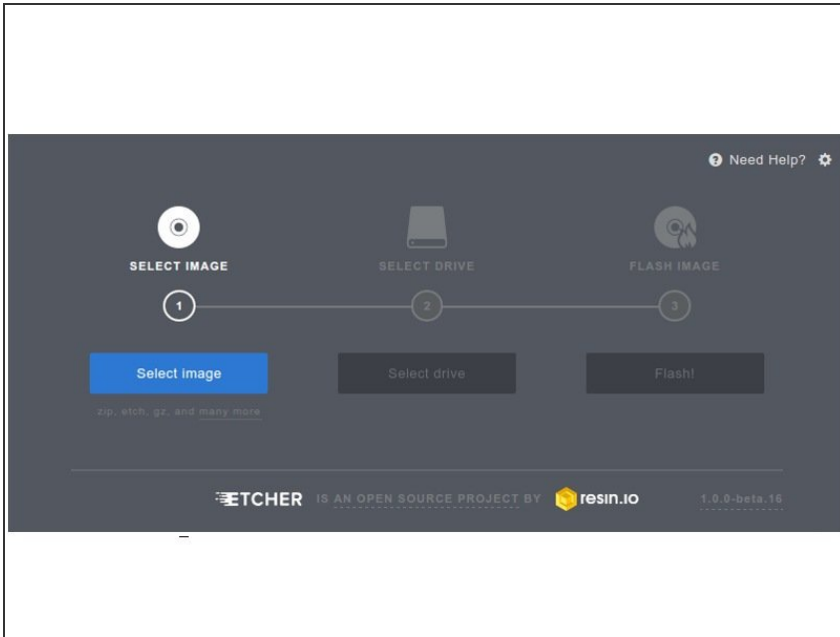 Need Help?
SELECT IMAGE
SELECT DRIVE
FLASH IMAGE
1
2
3
Select image
Select drive
Flash!
zip, etch, gz, and many more
ETCHER IS AN OPEN SOURCE PROJECT BY resin.io 1.0.0-beta.16